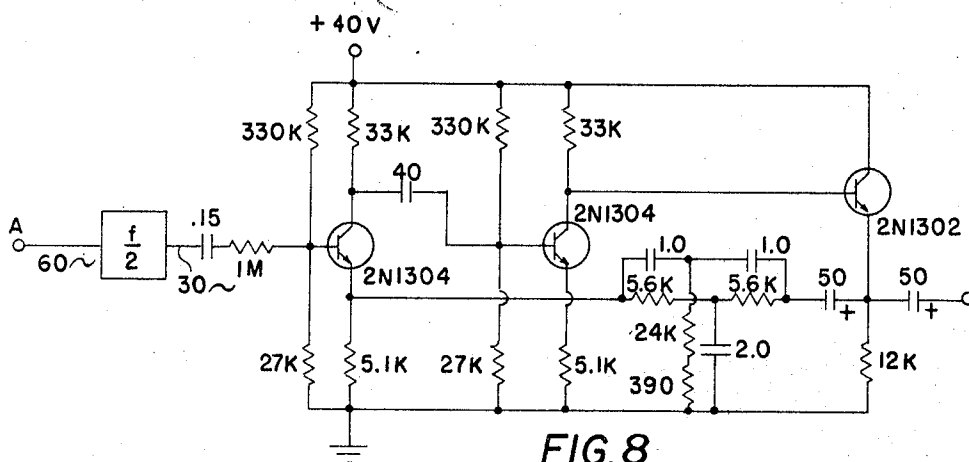 + 40 V
330K
33K
330K
33K
40
2N1304
2N1302
A
.15
f
2
60~
30~
1M
2N1304
1.0
1.0
5.6K
5.6K
50
+
50
+
24K
2.0
27K
5.1K
27K
5.1K
390
12K
FIG. 8